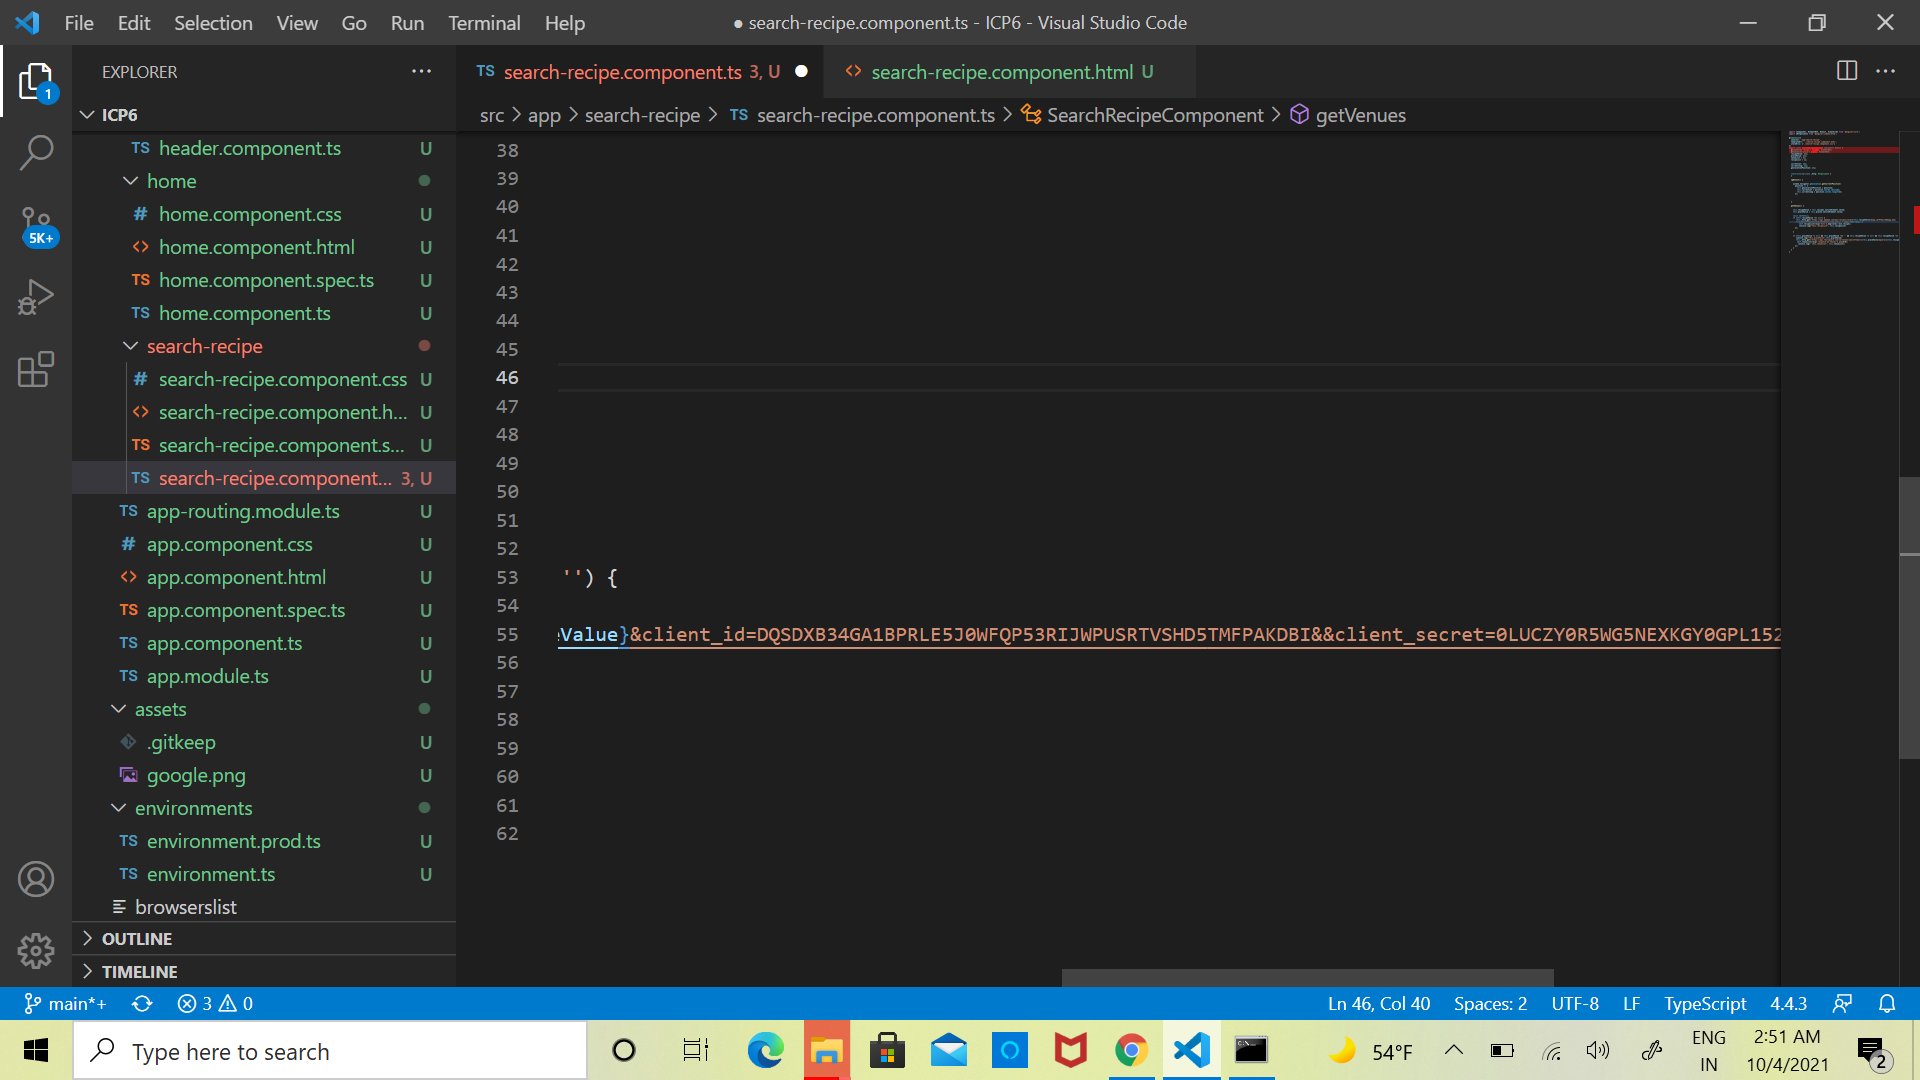 File Edit Selection View Go Run Terminal Help
● search-recipe.component.ts - ICP6 - Visual Studio Code
EXPLORER
TS search-recipe.component.ts 3, U
<> search-recipe.component.html U
ICP6
src > app > search-recipe > TS search-recipe.component.ts > SearchRecipeComponent > getVenues
1
5K+
TS header.component.ts U
home
# home.component.css U
<> home.component.html U
TS home.component.spec.ts U
TS home.component.ts U
search-recipe
# search-recipe.component.css U
<> search-recipe.component.h... U
TS search-recipe.component.s... U
TS search-recipe.component... 3, U
TS app-routing.module.ts U
# app.component.css U
<> app.component.html U
TS app.component.spec.ts U
TS app.component.ts U
TS app.module.ts U
assets
.gitkeep U
google.png U
environments
TS environment.prod.ts U
TS environment.ts U
browserslist
OUTLINE
TIMELINE
38
39
40
41
42
43
44
45
46
47
48
49
50
51
52
53 '') {
54
55 eValue}&client_id=DQSDXB34GA1BPRLE5J0WFQP53RIJWPUSRTVSHD5TMFPAKDBI&&client_secret=0LUCZY0R5WG5NEXKGY0GPL152
56
57
58
59
60
61
62
main*+ 3 0
Ln 46, Col 40 Spaces: 2 UTF-8 LF TypeScript 4.4.3
Type here to search
54°F
ENG
IN
2:51 AM
10/4/2021
2